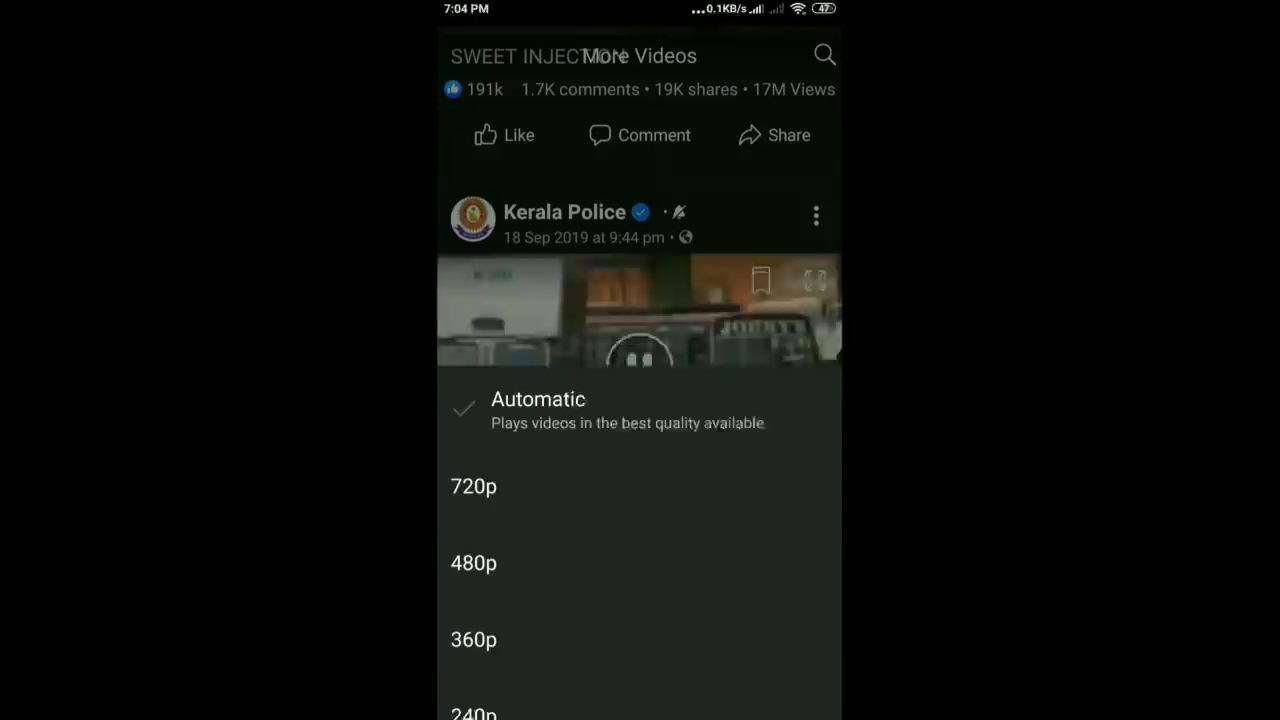 7:04 PM
...0.1KB/s
47
SWEET INJECTION
More Videos
191k 1.7K comments • 19K shares • 17M Views
Like Comment Share
Kerala Police
18 Sep 2019 at 9:44 pm •
Automatic
Plays videos in the best quality available
720p
480p
360p
240p